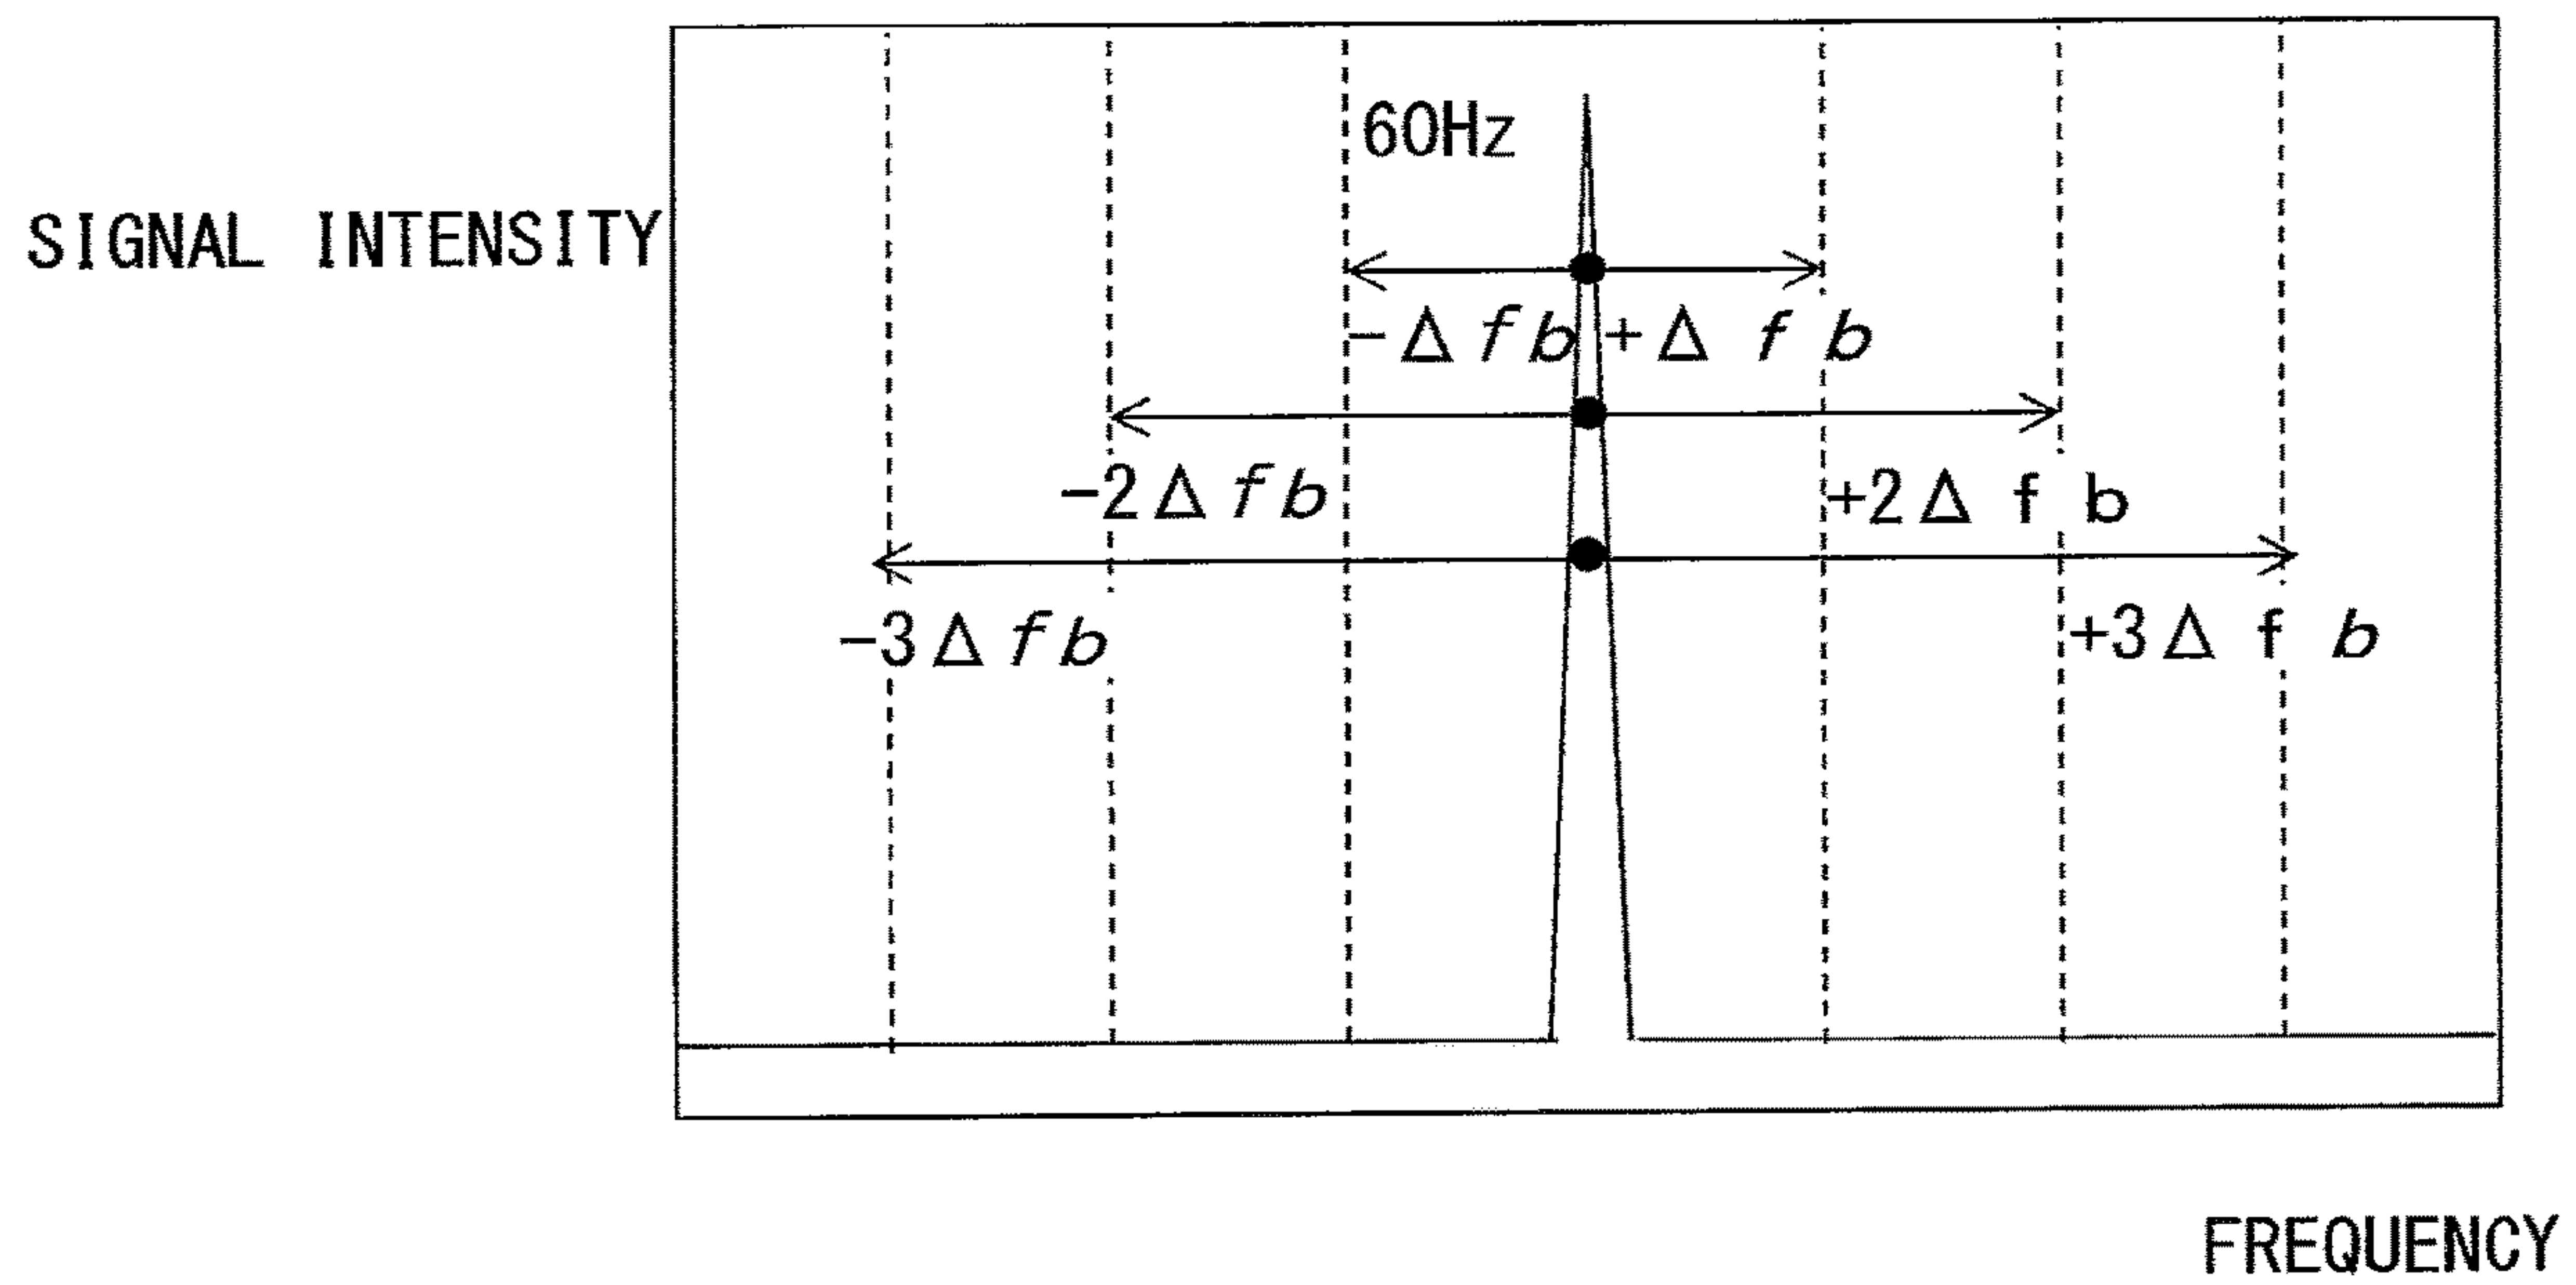 60Hz
SIGNAL INTENSITY
-Δfb +Δ f b
-2Δfb +2Δ f b
-3Δfb +3Δ f b
FREQUENCY